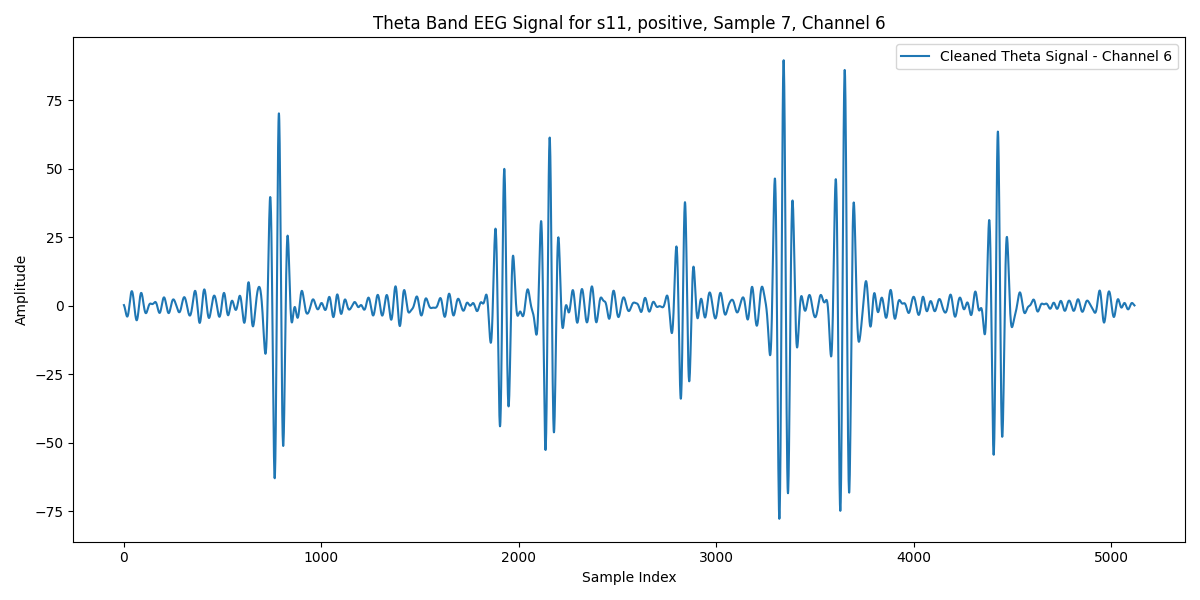 Theta Band EEG Signal for s11, positive, Sample 7, Channel 6
Cleaned Theta Signal - Channel 6
Amplitude
75
50
25
0
−25
−50
−75
0 1000 2000 3000 4000 5000
Sample Index